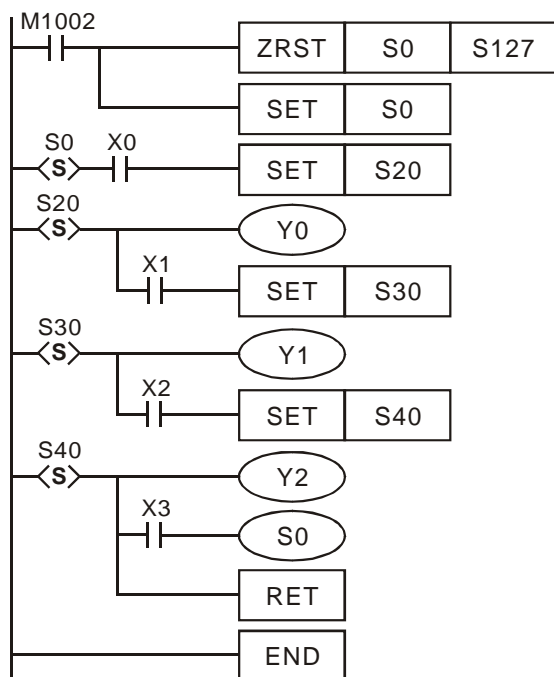 M1002
ZRST S0 S127
SET S0
S0 X0
S SET S20
S20
S Y0
X1
SET S30
S30
S Y1
X2
SET S40
S40
S Y2
X3
S0
RET
END